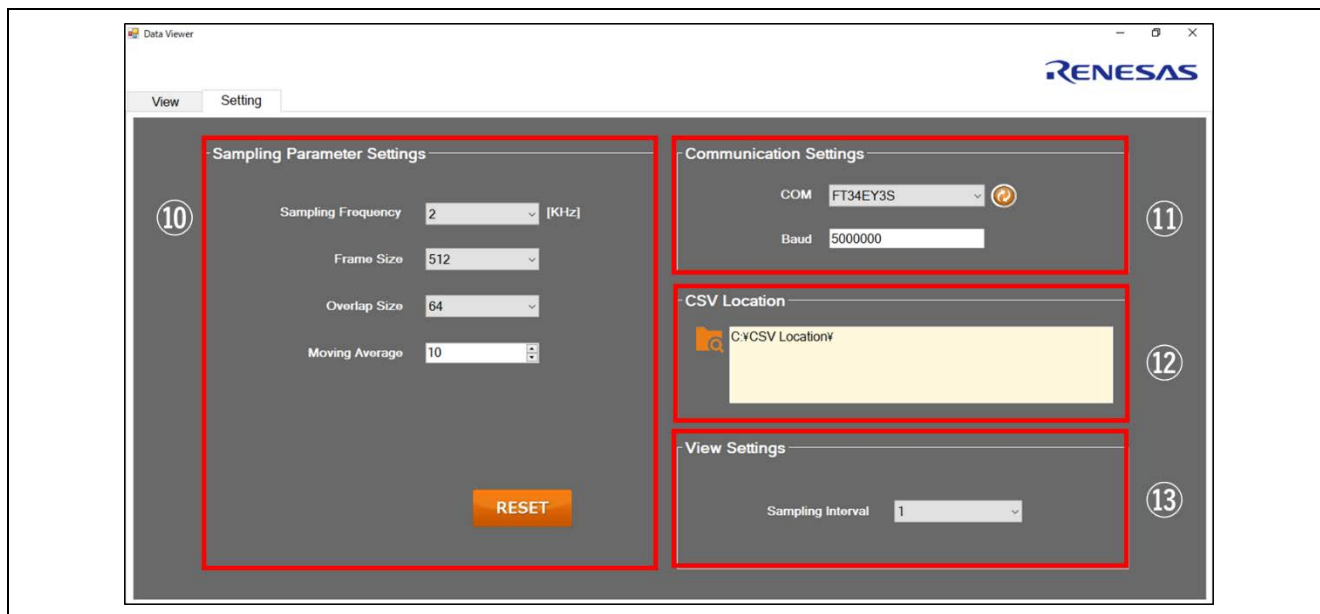 Data Viewer
RENESAS
View Setting
⑩
Sampling Parameter Settings
Sampling Frequency 2 [KHz]
Frame Size 512
Overlap Size 64
Moving Average 10
RESET
Communication Settings
COM FT34EY3S
Baud 5000000
⑪
CSV Location
C:¥CSV Location¥
⑫
View Settings
Sampling Interval 1
⑬